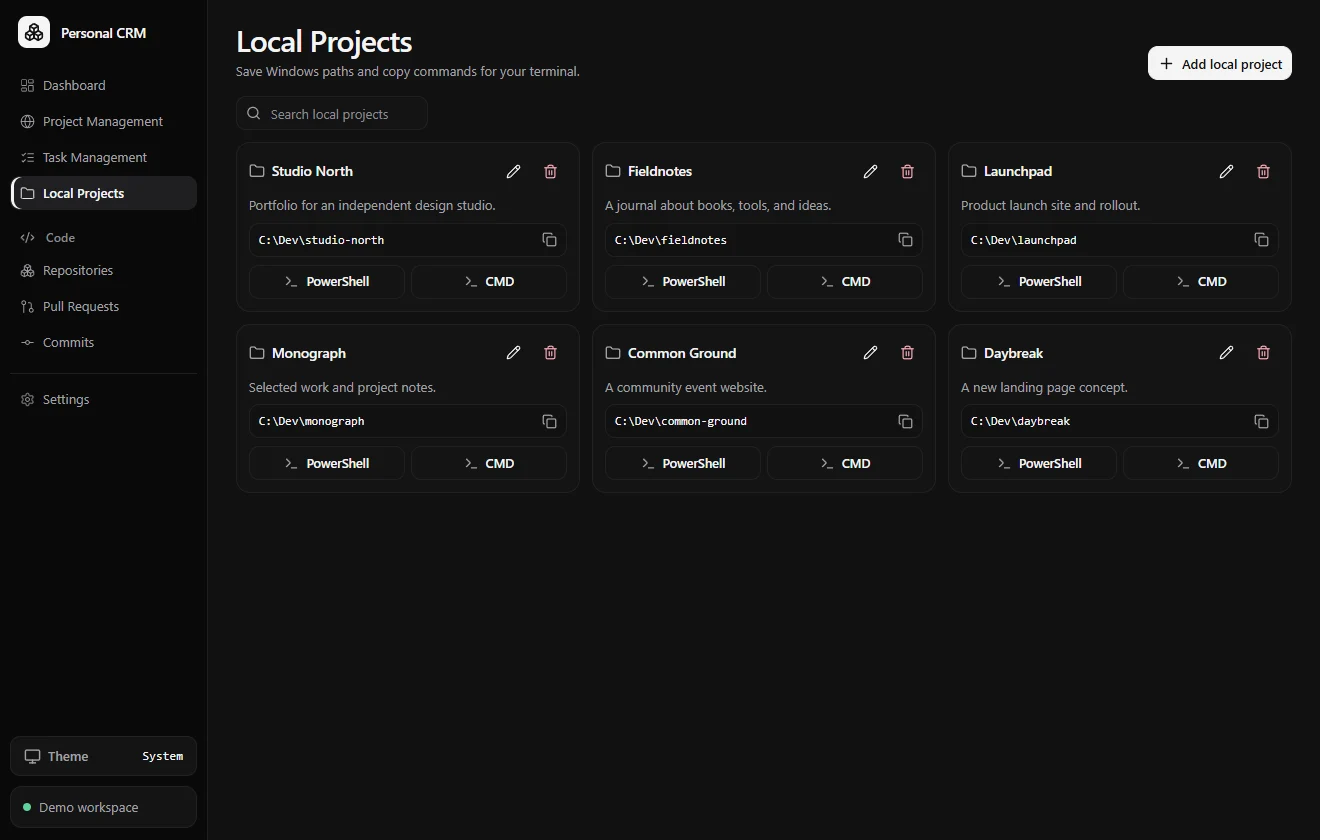 Personal CRM
Dashboard
Project Management
Task Management
Local Projects
Code
Repositories
Pull Requests
Commits
Settings
Theme System
Demo workspace
Local Projects
Save Windows paths and copy commands for your terminal.
Add local project
Search local projects
Studio North
Portfolio for an independent design studio.
C:\Dev\studio-north
PowerShell CMD
Fieldnotes
A journal about books, tools, and ideas.
C:\Dev\fieldnotes
PowerShell CMD
Launchpad
Product launch site and rollout.
C:\Dev\launchpad
PowerShell CMD
Monograph
Selected work and project notes.
C:\Dev\monograph
PowerShell CMD
Common Ground
A community event website.
C:\Dev\common-ground
PowerShell CMD
Daybreak
A new landing page concept.
C:\Dev\daybreak
PowerShell CMD